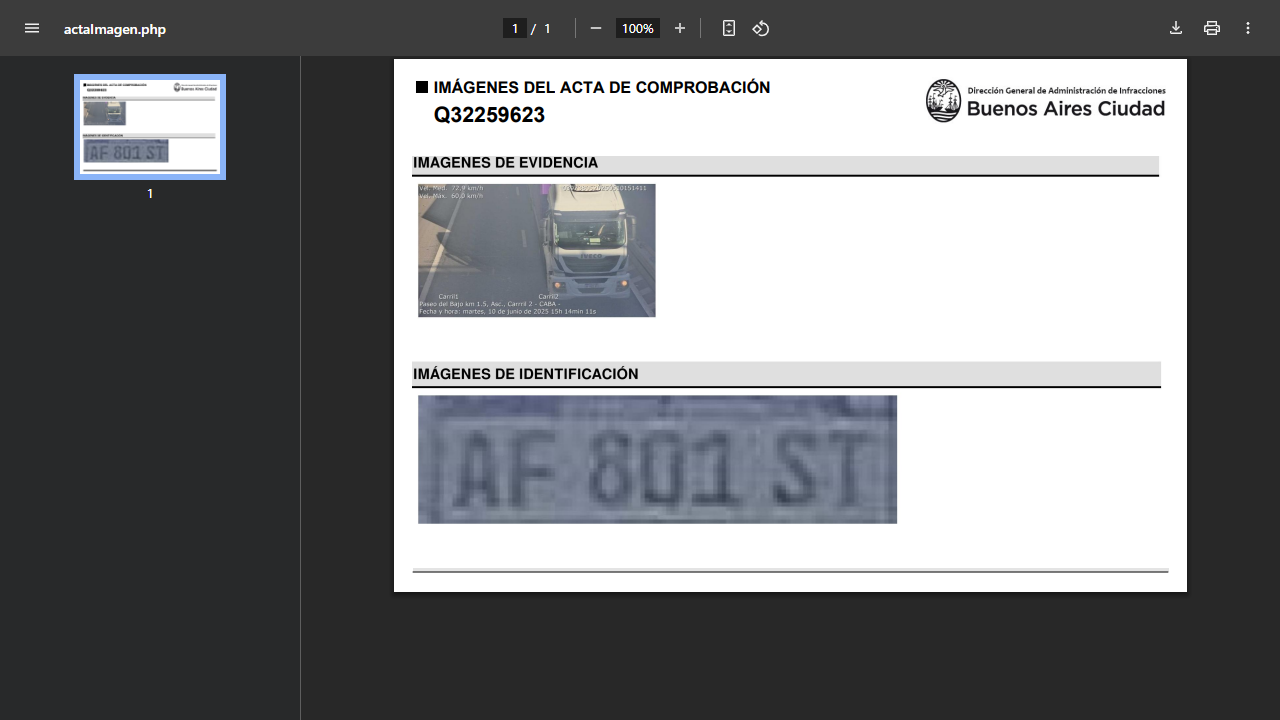 actaImagen.php
1 / 1
100%
IMÁGENES DEL ACTA DE COMPROBACIÓN
Q32259623
Dirección General de Administración de Infracciones
Buenos Aires Ciudad
IMAGENES DE EVIDENCIA
Vel. Med. 72,9 km/h
Vel. Máx. 60,0 km/h
Carril1 Carril2
Paseo del Bajo km 1.5, Asc., Carril 2 - CABA -
Fecha y hora: martes, 10 de junio de 2025 15h 14min 11s
IMÁGENES DE IDENTIFICACIÓN
AF 801 ST
1